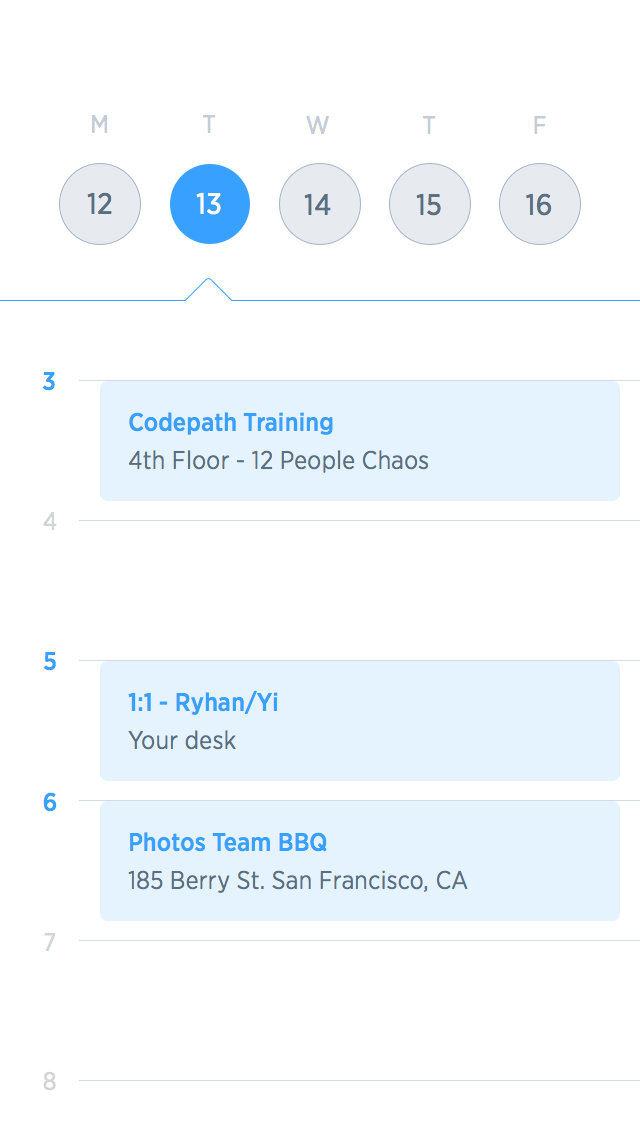 M T W T F
12 13 14 15 16
3
Codepath Training
4th Floor - 12 People Chaos
4
5
1:1 - Ryhan/Yi
Your desk
6
Photos Team BBQ
185 Berry St. San Francisco, CA
7
8